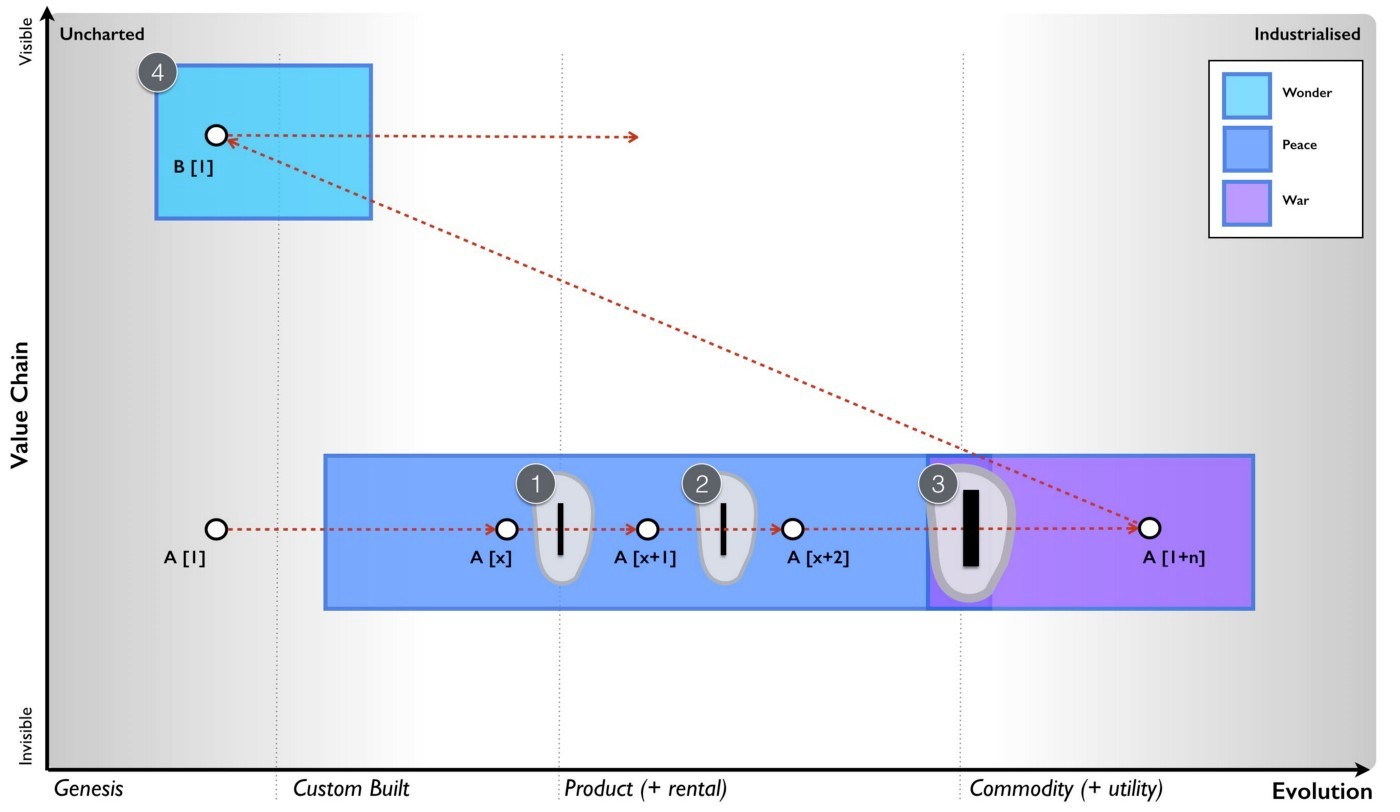 Visible
Uncharted
Industrialised
4
Wonder
Peace
War
B [1]
Value Chain
1
2
3
A [1]
A [x]
A [x+1]
A [x+2]
A [1+n]
Invisible
Genesis
Custom Built
Product (+ rental)
Commodity (+ utility)
Evolution